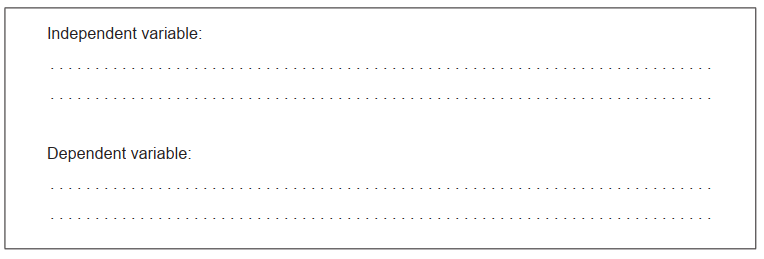 Independent variable:
. . . . . . . . . . . . . . . . . . . . . . . . . . . . . . . . . . . . . . . . . . . . . . . . . . . . . . . . . . . . . . . . . . . . . . . . . .
. . . . . . . . . . . . . . . . . . . . . . . . . . . . . . . . . . . . . . . . . . . . . . . . . . . . . . . . . . . . . . . . . . . . . . . . . .
Dependent variable:
. . . . . . . . . . . . . . . . . . . . . . . . . . . . . . . . . . . . . . . . . . . . . . . . . . . . . . . . . . . . . . . . . . . . . . . . . .
. . . . . . . . . . . . . . . . . . . . . . . . . . . . . . . . . . . . . . . . . . . . . . . . . . . . . . . . . . . . . . . . . . . . . . . . . .